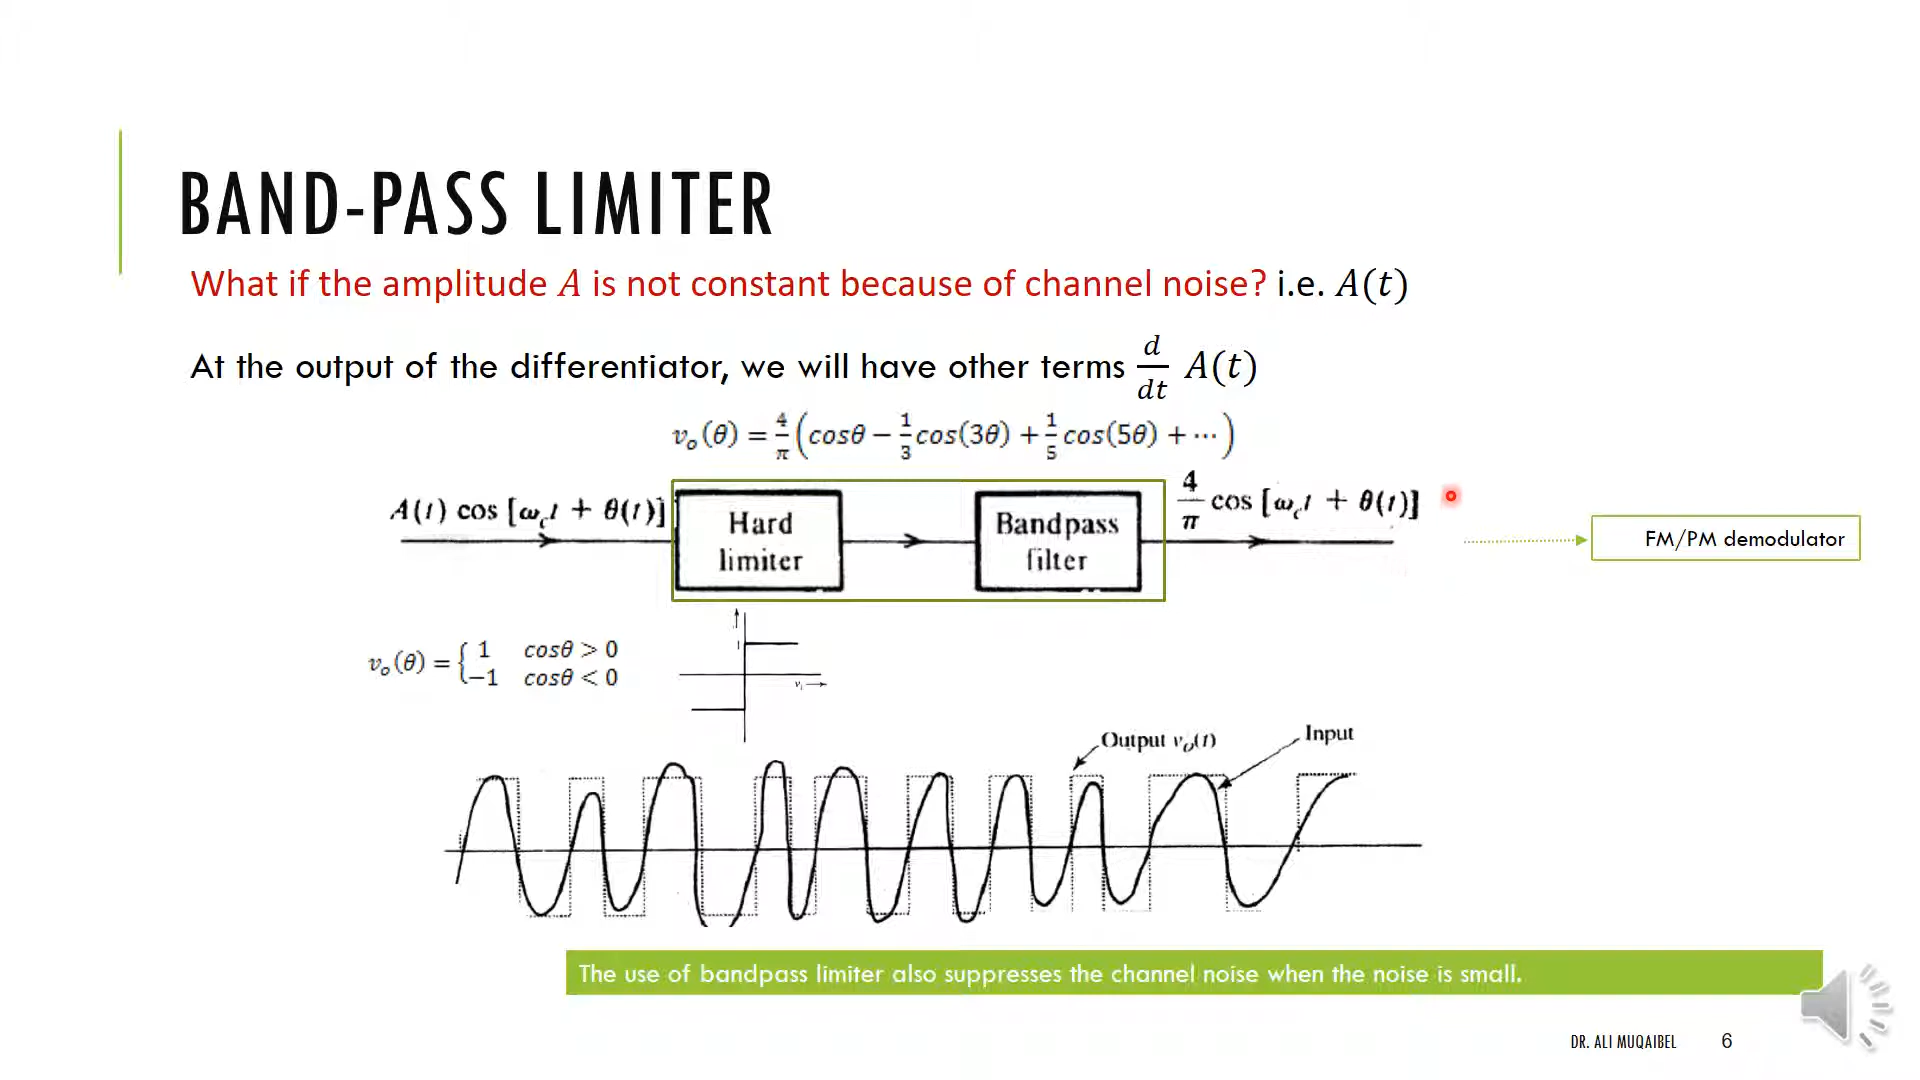 BAND-PASS LIMITER
What if the amplitude A is not constant because of channel noise? i.e. A(t)
At the output of the differentiator, we will have other terms d/dt A(t)
v_o(θ) = 4/π (cosθ − 1/3 cos(3θ) + 1/5 cos(5θ) + ⋯)
A(t) cos [ω_c t + θ(t)]
Hard limiter
Bandpass filter
4/π cos [ω_c t + θ(t)]
FM/PM demodulator
v_o(θ) = { 1 cosθ > 0
−1 cosθ < 0
1
v_i
Output v_o(t)
Input
The use of bandpass limiter also suppresses the channel noise when the noise is small.
DR. ALI MUQAIBEL 6